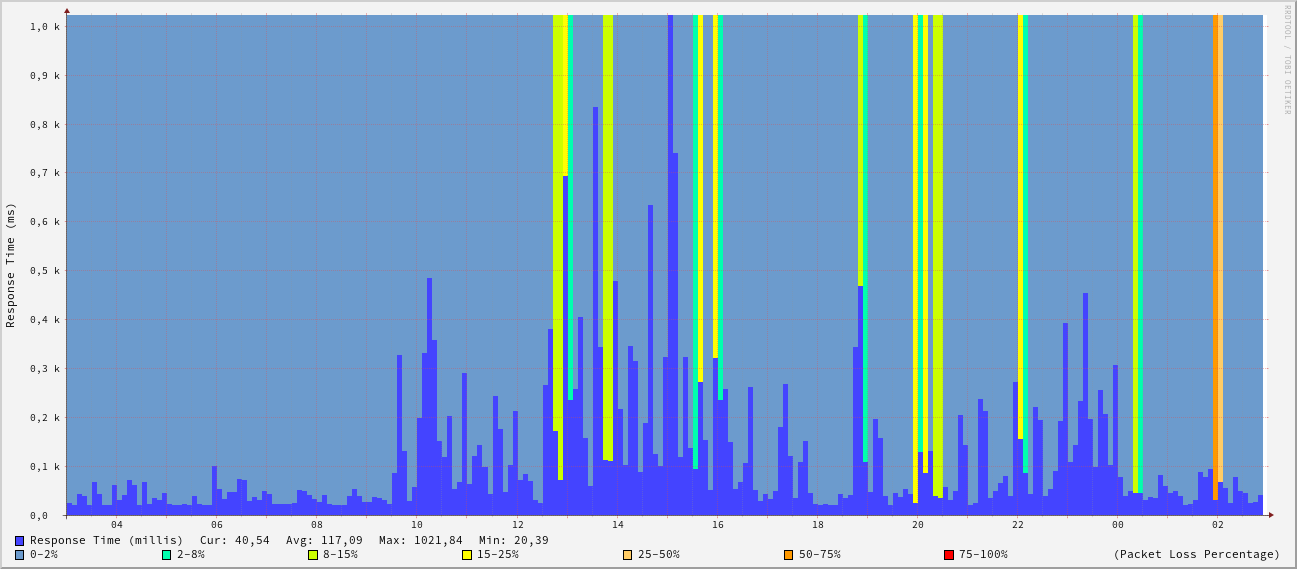 RRDTOOL / TOBI OETIKER
Response Time (ms)
1,0 k
0,9 k
0,8 k
0,7 k
0,6 k
0,5 k
0,4 k
0,3 k
0,2 k
0,1 k
0,0
04 06 08 10 12 14 16 18 20 22 00 02
Response Time (millis) Cur: 40,54 Avg: 117,09 Max: 1021,84 Min: 20,39
0-2% 2-8% 8-15% 15-25% 25-50% 50-75% 75-100% (Packet Loss Percentage)